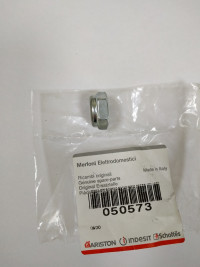 Merloni Elettrodomestici
Made in Italy
Ricambi originali
Genuine spare-parts
Original Ersatzteile
050573
ARISTON INDESIT Scholtès